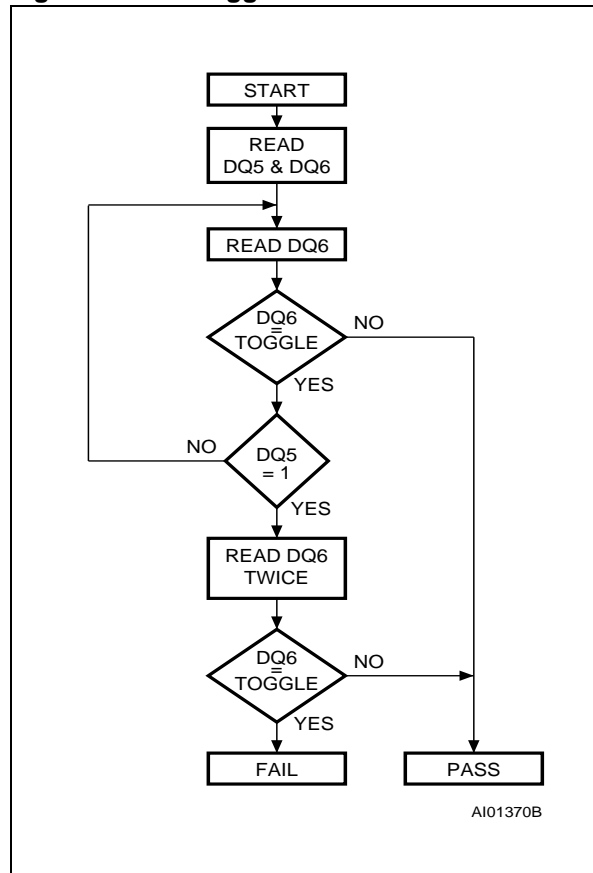 START
READ
DQ5 & DQ6
READ DQ6
DQ6
=
TOGGLE
NO
YES
NO
DQ5
= 1
YES
READ DQ6
TWICE
DQ6
=
TOGGLE
NO
YES
FAIL
PASS
AI01370B